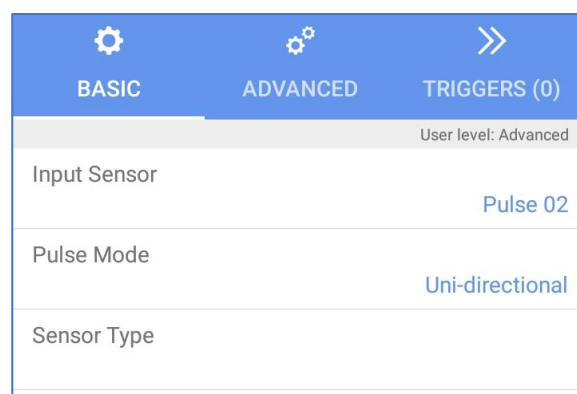 BASIC
ADVANCED
TRIGGERS (0)
User level: Advanced
Input Sensor
Pulse 02
Pulse Mode
Uni-directional
Sensor Type